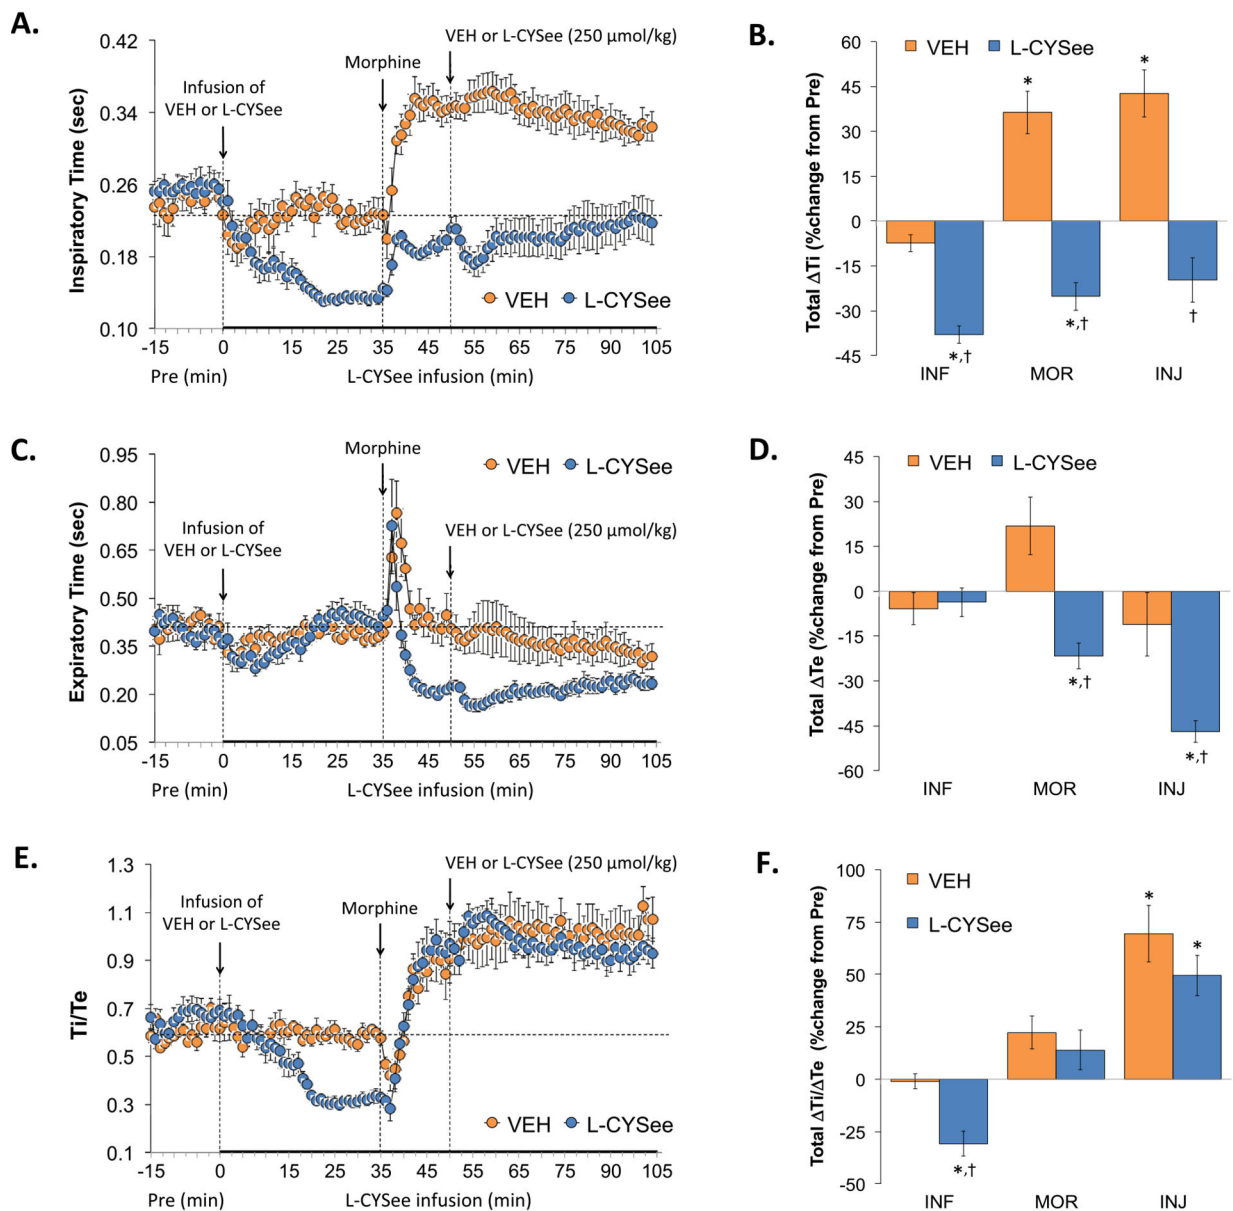 A.
VEH or L-CYSee (250 µmol/kg)
Morphine
Infusion of
VEH or L-CYSee
Inspiratory Time (sec)
0.42
0.34
0.26
0.18
0.10
VEH L-CYSee
-15 0 15 25 35 45 55 65 75 85 95 105
Pre (min) L-CYSee infusion (min)
B.
VEH L-CYSee
Total ΔTi (%change from Pre)
60
45
30
15
0
-15
-30
-45
* *
*,† *,† †
INF MOR INJ
C.
Morphine
VEH L-CYSee
Infusion of
VEH or L-CYSee
VEH or L-CYSee (250 µmol/kg)
Expiratory Time (sec)
0.95
0.80
0.65
0.50
0.35
0.20
0.05
-15 0 15 25 35 45 55 65 75 85 95 105
Pre (min) L-CYSee infusion (min)
D.
VEH L-CYSee
Total ΔTe (%change from Pre)
45
30
15
0
-15
-30
-45
-60
*,† *,†
INF MOR INJ
E.
VEH or L-CYSee (250 µmol/kg)
Infusion of
VEH or L-CYSee
Morphine
Ti/Te
1.3
1.1
0.9
0.7
0.5
0.3
0.1
VEH L-CYSee
-15 0 15 25 35 50 60 70 80 90 105
Pre (min) L-CYSee infusion (min)
F.
VEH
L-CYSee
Total ΔTi/ΔTe (%change from Pre)
100
75
50
25
0
-25
-50
* *
*,†
INF MOR INJ